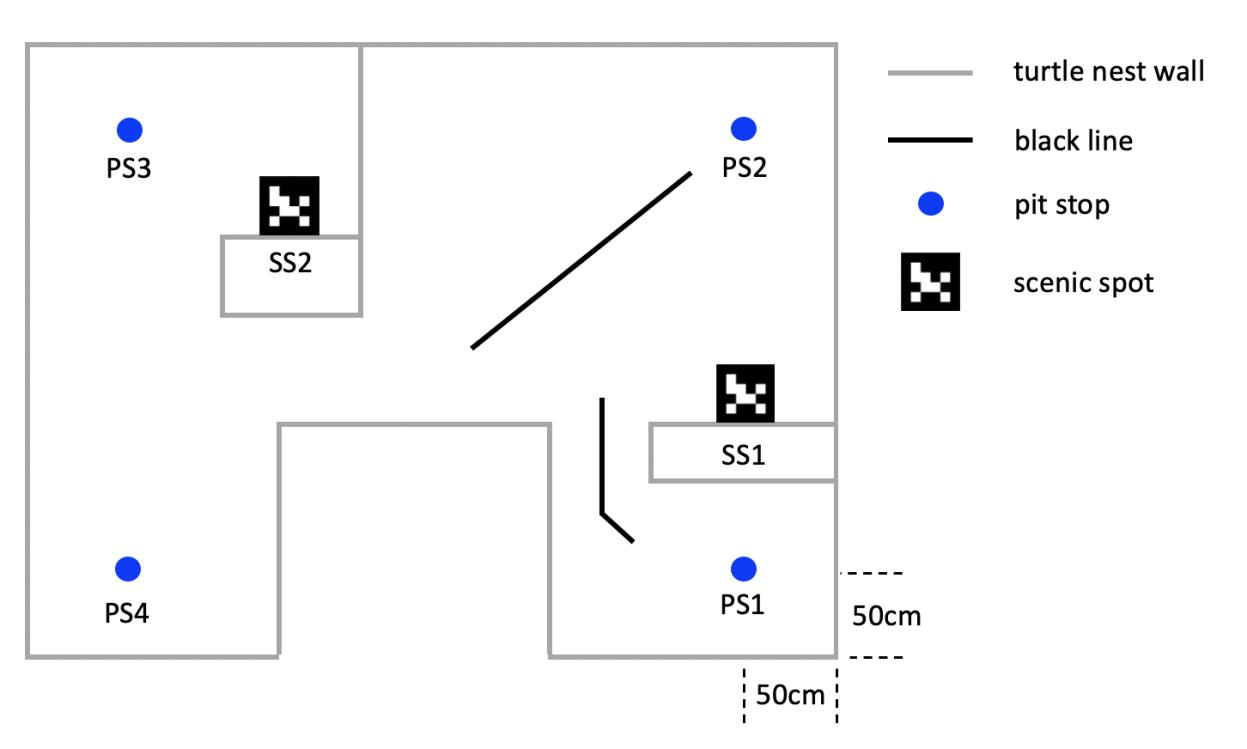 turtle nest wall
black line
pit stop
scenic spot
PS3
PS2
SS2
SS1
PS4
PS1
50cm
50cm